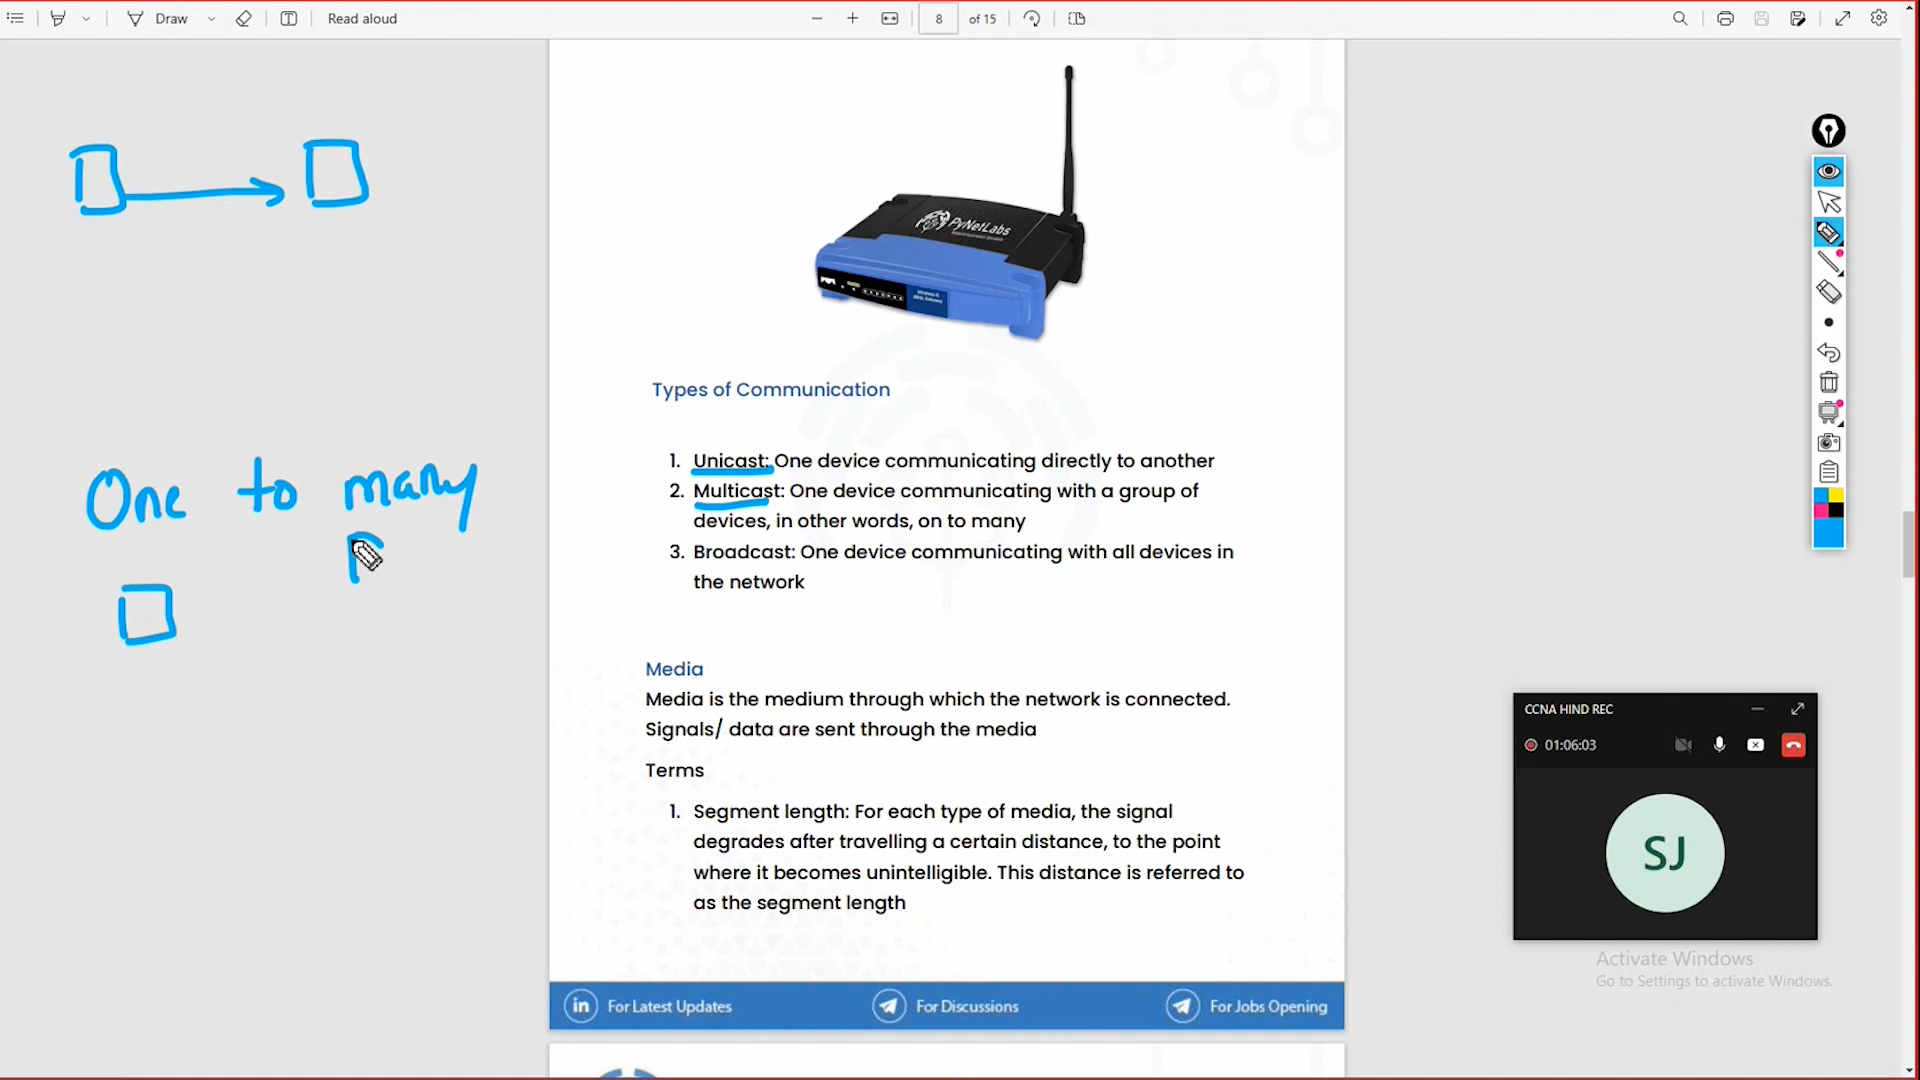 Draw
Read aloud
8 of 15
PyNetLabs
Types of Communication
1. Unicast: One device communicating directly to another
2. Multicast: One device communicating with a group of
devices, in other words, on to many
3. Broadcast: One device communicating with all devices in
the network
One to many
Media
Media is the medium through which the network is connected.
Signals/ data are sent through the media
Terms
1. Segment length: For each type of media, the signal
degrades after travelling a certain distance, to the point
where it becomes unintelligible. This distance is referred to
as the segment length
in For Latest Updates
For Discussions
For Jobs Opening
CCNA HIND REC
01:06:03
SJ
Activate Windows
Go to Settings to activate Windows.